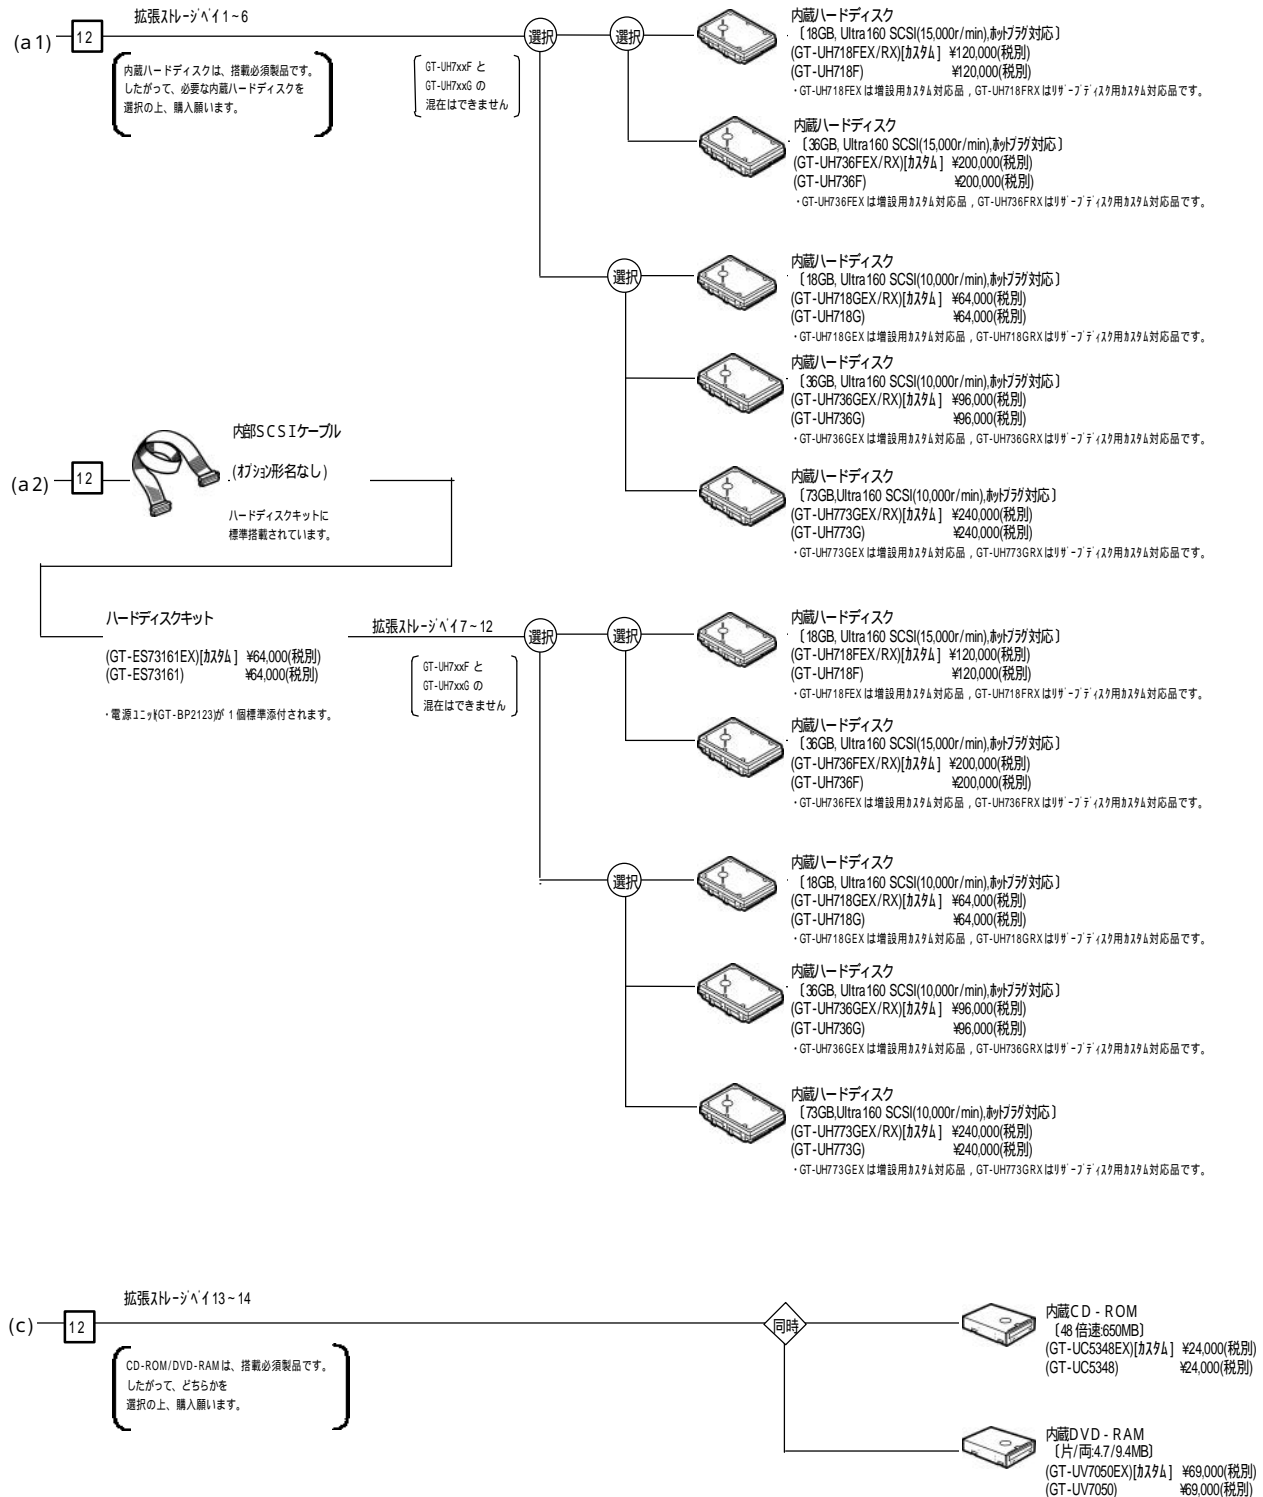 拡張ｽﾄﾚｰｼﾞﾍﾞｲ1~6
(a1)
12
内蔵ハードディスクは、搭載必須製品です。
したがって、必要な内蔵ハードディスクを
選択の上、購入願います。
GT-UH7xxF と
GT-UH7xxG の
混在はできません
選択
選択
内蔵ハードディスク
〔18GB, Ultra160 SCSI(15,000r/min),ﾎｯﾄﾌﾟﾗｸﾞ対応〕
(GT-UH718FEX/RX)[ｶｽﾀﾑ] ¥120,000(税別)
(GT-UH718F) ¥120,000(税別)
・GT-UH718FEXは増設用ｶｽﾀﾑ対応品，GT-UH718FRXはﾘｻﾞｰﾌﾞﾃﾞｨｽｸ用ｶｽﾀﾑ対応品です。
内蔵ハードディスク
〔36GB, Ultra160 SCSI(15,000r/min),ﾎｯﾄﾌﾟﾗｸﾞ対応〕
(GT-UH736FEX/RX)[ｶｽﾀﾑ] ¥200,000(税別)
(GT-UH736F) ¥200,000(税別)
・GT-UH736FEXは増設用ｶｽﾀﾑ対応品，GT-UH736FRXはﾘｻﾞｰﾌﾞﾃﾞｨｽｸ用ｶｽﾀﾑ対応品です。
選択
内蔵ハードディスク
〔18GB, Ultra160 SCSI(10,000r/min),ﾎｯﾄﾌﾟﾗｸﾞ対応〕
(GT-UH718GEX/RX)[ｶｽﾀﾑ] ¥64,000(税別)
(GT-UH718G) ¥64,000(税別)
・GT-UH718GEXは増設用ｶｽﾀﾑ対応品，GT-UH718GRXはﾘｻﾞｰﾌﾞﾃﾞｨｽｸ用ｶｽﾀﾑ対応品です。
内蔵ハードディスク
〔36GB, Ultra160 SCSI(10,000r/min),ﾎｯﾄﾌﾟﾗｸﾞ対応〕
(GT-UH736GEX/RX)[ｶｽﾀﾑ] ¥96,000(税別)
(GT-UH736G) ¥96,000(税別)
・GT-UH736GEXは増設用ｶｽﾀﾑ対応品，GT-UH736GRXはﾘｻﾞｰﾌﾞﾃﾞｨｽｸ用ｶｽﾀﾑ対応品です。
内蔵ハードディスク
〔73GB,Ultra160 SCSI(10,000r/min),ﾎｯﾄﾌﾟﾗｸﾞ対応〕
(GT-UH773GEX/RX)[ｶｽﾀﾑ] ¥240,000(税別)
(GT-UH773G) ¥240,000(税別)
・GT-UH773GEXは増設用ｶｽﾀﾑ対応品，GT-UH773GRXはﾘｻﾞｰﾌﾞﾃﾞｨｽｸ用ｶｽﾀﾑ対応品です。
(a2)
12
内部SCSIケーブル
(ｵﾌﾟｼｮﾝ形名なし)
ハードディスクキットに
標準搭載されています。
ハードディスクキット
(GT-ES73161EX)[ｶｽﾀﾑ] ¥64,000(税別)
(GT-ES73161) ¥64,000(税別)
・電源ﾕﾆｯﾄ(GT-BP2123)が1個標準添付されます。
拡張ｽﾄﾚｰｼﾞﾍﾞｲ7~12
GT-UH7xxF と
GT-UH7xxG の
混在はできません
選択
選択
内蔵ハードディスク
〔18GB, Ultra160 SCSI(15,000r/min),ﾎｯﾄﾌﾟﾗｸﾞ対応〕
(GT-UH718FEX/RX)[ｶｽﾀﾑ] ¥120,000(税別)
(GT-UH718F) ¥120,000(税別)
・GT-UH718FEXは増設用ｶｽﾀﾑ対応品，GT-UH718FRXはﾘｻﾞｰﾌﾞﾃﾞｨｽｸ用ｶｽﾀﾑ対応品です。
内蔵ハードディスク
〔36GB, Ultra160 SCSI(15,000r/min),ﾎｯﾄﾌﾟﾗｸﾞ対応〕
(GT-UH736FEX/RX)[ｶｽﾀﾑ] ¥200,000(税別)
(GT-UH736F) ¥200,000(税別)
・GT-UH736FEXは増設用ｶｽﾀﾑ対応品，GT-UH736FRXはﾘｻﾞｰﾌﾞﾃﾞｨｽｸ用ｶｽﾀﾑ対応品です。
選択
内蔵ハードディスク
〔18GB, Ultra160 SCSI(10,000r/min),ﾎｯﾄﾌﾟﾗｸﾞ対応〕
(GT-UH718GEX/RX)[ｶｽﾀﾑ] ¥64,000(税別)
(GT-UH718G) ¥64,000(税別)
・GT-UH718GEXは増設用ｶｽﾀﾑ対応品，GT-UH718GRXはﾘｻﾞｰﾌﾞﾃﾞｨｽｸ用ｶｽﾀﾑ対応品です。
内蔵ハードディスク
〔36GB, Ultra160 SCSI(10,000r/min),ﾎｯﾄﾌﾟﾗｸﾞ対応〕
(GT-UH736GEX/RX)[ｶｽﾀﾑ] ¥96,000(税別)
(GT-UH736G) ¥96,000(税別)
・GT-UH736GEXは増設用ｶｽﾀﾑ対応品，GT-UH736GRXはﾘｻﾞｰﾌﾞﾃﾞｨｽｸ用ｶｽﾀﾑ対応品です。
内蔵ハードディスク
〔73GB,Ultra160 SCSI(10,000r/min),ﾎｯﾄﾌﾟﾗｸﾞ対応〕
(GT-UH773GEX/RX)[ｶｽﾀﾑ] ¥240,000(税別)
(GT-UH773G) ¥240,000(税別)
・GT-UH773GEXは増設用ｶｽﾀﾑ対応品，GT-UH773GRXはﾘｻﾞｰﾌﾞﾃﾞｨｽｸ用ｶｽﾀﾑ対応品です。
拡張ｽﾄﾚｰｼﾞﾍﾞｲ13~14
(c)
12
CD-ROM/DVD-RAMは、搭載必須製品です。
したがって、どちらかを
選択の上、購入願います。
同時
内蔵CD-ROM
〔48倍速:650MB〕
(GT-UC5348EX)[ｶｽﾀﾑ] ¥24,000(税別)
(GT-UC5348) ¥24,000(税別)
内蔵DVD-RAM
〔片/両:4.7/9.4MB〕
(GT-UV7050EX)[ｶｽﾀﾑ] ¥69,000(税別)
(GT-UV7050) ¥69,000(税別)